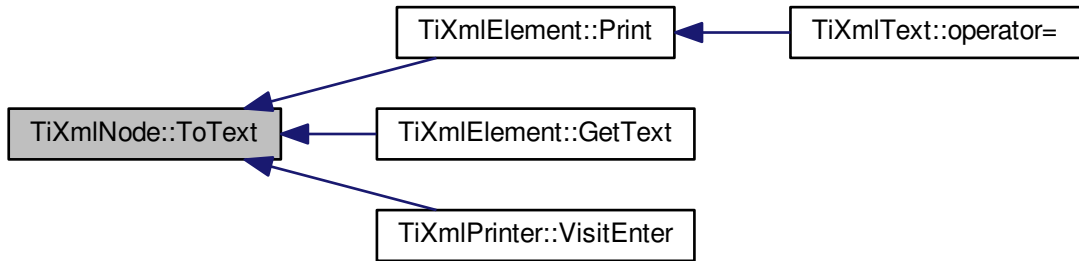 TiXmlElement::Print
TiXmlText::operator=
TiXmlNode::ToText
TiXmlElement::GetText
TiXmlPrinter::VisitEnter